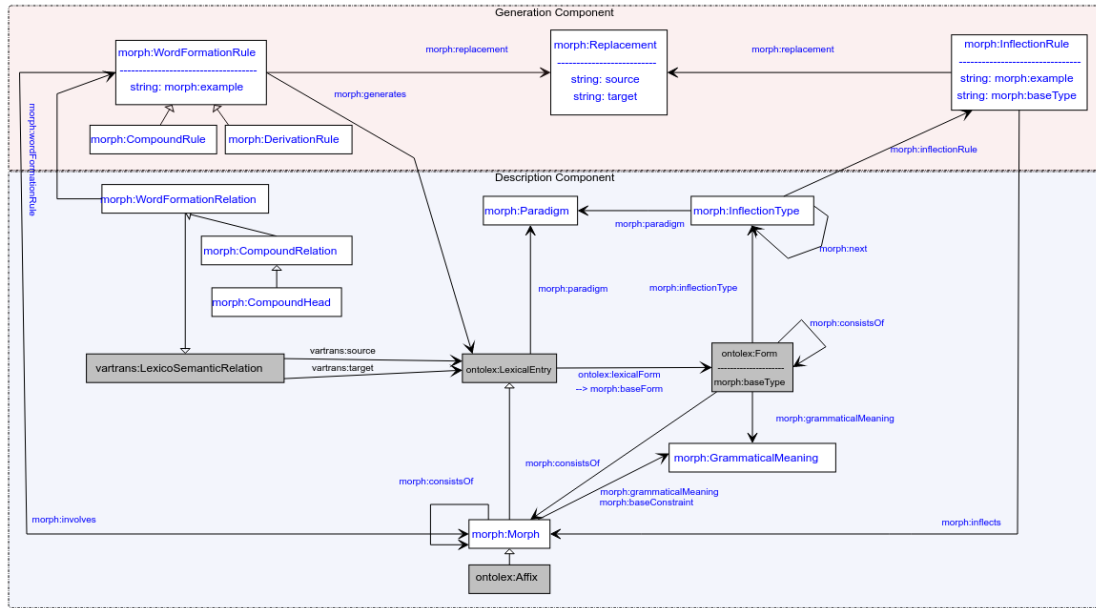 Generation Component
morph:WordFormationRule
string: morph:example
morph:replacement
morph:Replacement
string: source
string: target
morph:replacement
morph:InflectionRule
string: morph:example
string: morph:baseType
morph:generates
morph:CompoundRule
morph:DerivationRule
morph:wordFormationRule
morph:inflectionRule
Description Component
morph:WordFormationRelation
morph:Paradigm
morph:paradigm
morph:InflectionType
morph:next
morph:CompoundRelation
morph:CompoundHead
morph:paradigm
morph:inflectionType
morph:consistsOf
vartrans:LexicoSemanticRelation
vartrans:source
vartrans:target
ontolex:LexicalEntry
ontolex:lexicalForm
--> morph:baseForm
ontolex:Form
morph:baseType
morph:grammaticalMeaning
morph:GrammaticalMeaning
morph:consistsOf
morph:consistsOf
morph:grammaticalMeaning
morph:baseConstraint
morph:involves
morph:Morph
morph:inflects
ontolex:Affix